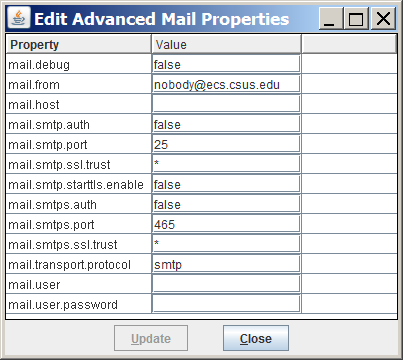 Edit Advanced Mail Properties
Property Value
mail.debug false
mail.from nobody@ecs.csus.edu
mail.host
mail.smtp.auth false
mail.smtp.port 25
mail.smtp.ssl.trust *
mail.smtp.starttls.enable false
mail.smtps.auth false
mail.smtps.port 465
mail.smtps.ssl.trust *
mail.transport.protocol smtp
mail.user
mail.user.password
Update Close